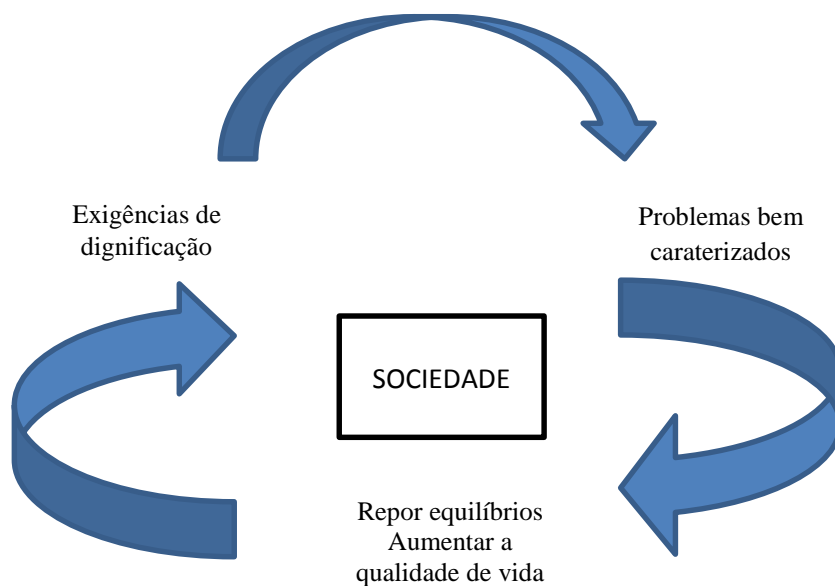 Exigências de
dignificação
Problemas bem
caraterizados
SOCIEDADE
Repor equilíbrios
Aumentar a
qualidade de vida